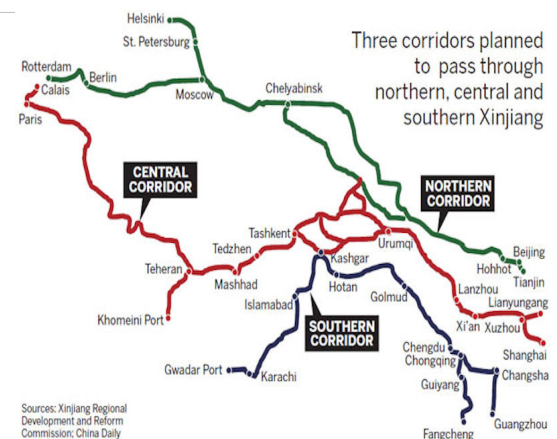 Helsinki
St. Petersburg
Three corridors planned
to pass through
northern, central and
southern Xinjiang
Rotterdam
Berlin
Calais
Moscow
Chelyabinsk
Paris
CENTRAL
CORRIDOR
NORTHERN
CORRIDOR
Tashkent
Urumqi
Tedzhen
Kashgar
Beijing
Hohhot
Teheran
Mashhad
Hotan
Tianjin
Golmud
Lanzhou
Islamabad
Lianyungang
Khomeini Port
SOUTHERN
CORRIDOR
Xi'an
Xuzhou
Chengdu
Shanghai
Chongqing
Gwadar Port
Karachi
Changsha
Guiyang
Sources: Xinjiang Regional
Development and Reform
Commission; China Daily
Guangzhou
Fangcheng